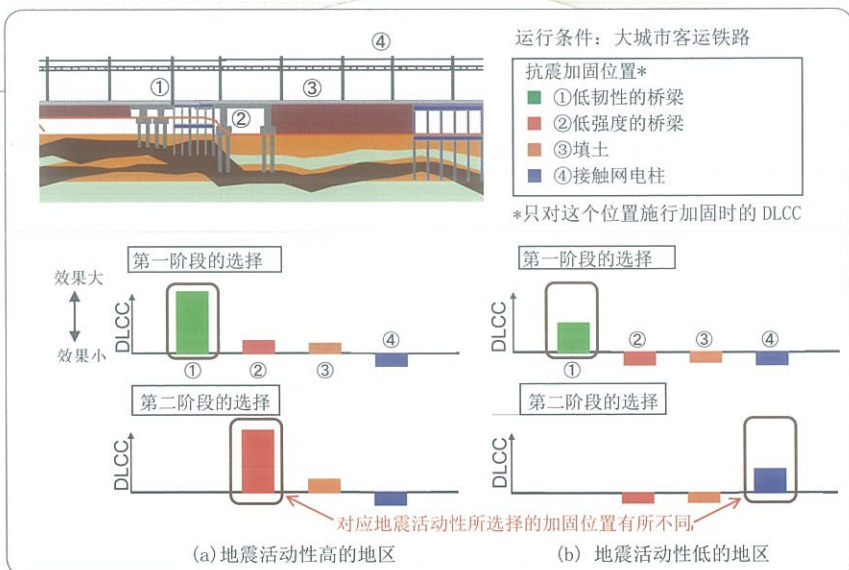 ④
①
③
②
运行条件：大城市客运铁路
抗震加固位置*
①低韧性的桥梁
②低强度的桥梁
③填土
④接触网电柱
*只对这个位置施行加固时的 DLCC
第一阶段的选择
效果大
效果小
DLCC
①
②
③
④
第二阶段的选择
DLCC
第一阶段的选择
DLCC
①
②
③
④
第二阶段的选择
DLCC
对应地震活动性所选择的加固位置有所不同
(a)地震活动性高的地区
(b) 地震活动性低的地区